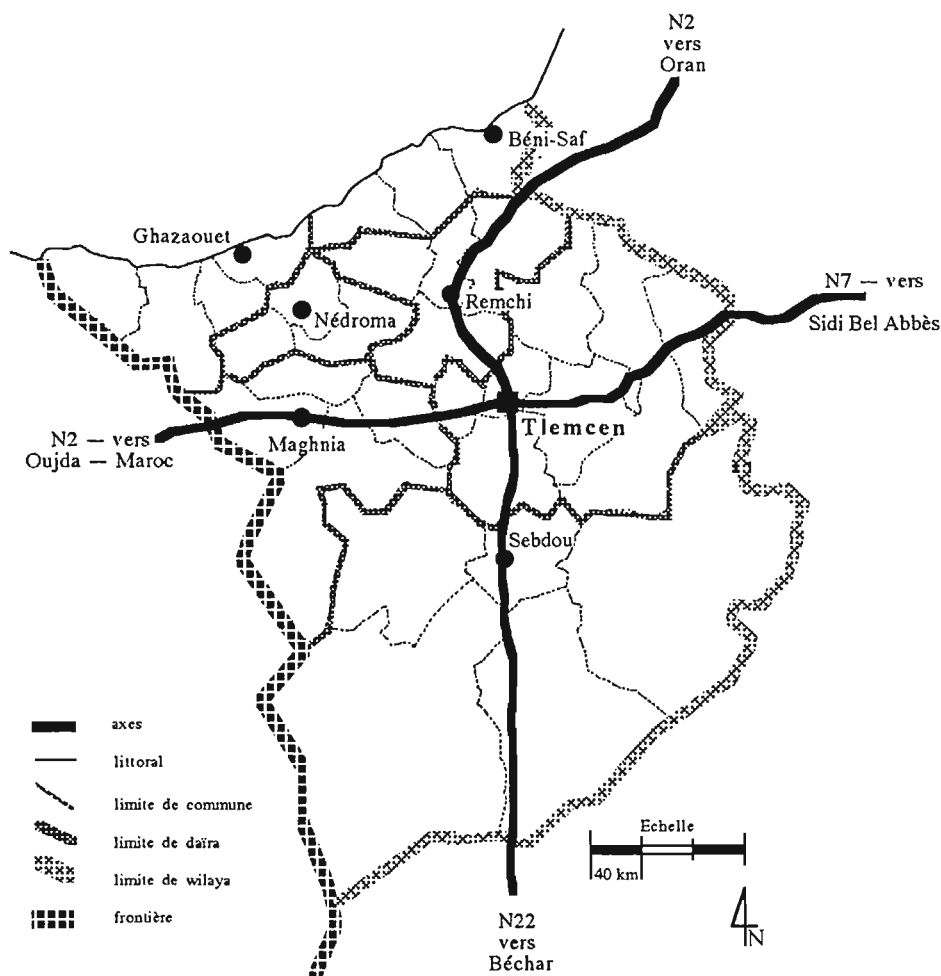 N2
vers
Oran
Béni-Saf
Ghazaouet
N7 — vers
Remchi
Nédroma
Sidi Bel Abbès
Tlemcen
N2 — vers
Maghnia
Oujda — Maroc
Sebdou
axes
littoral
limite de commune
limite de daïra
limite de wilaya
frontière
Echelle
40 km
N
N22
vers
Béchar